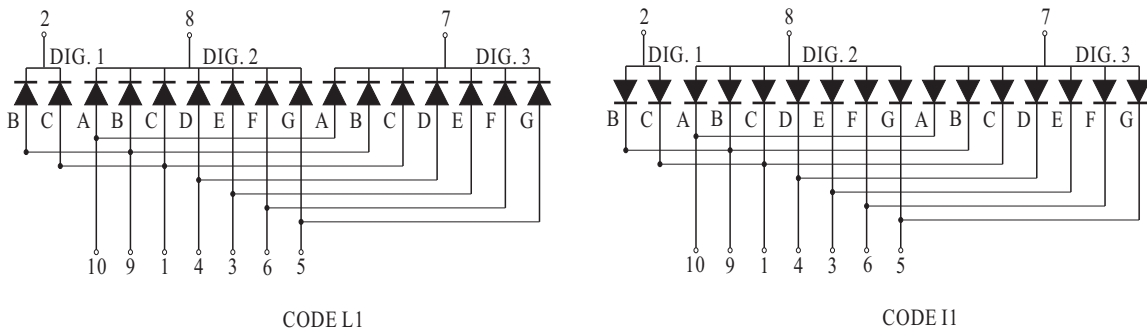 2 8 7
DIG. 1 DIG. 2 DIG. 3
B C A B C D E F G A B C D E F G
10 9 1 4 3 6 5
CODE L1
2 8 7
DIG. 1 DIG. 2 DIG. 3
B C A B C D E F G A B C D E F G
10 9 1 4 3 6 5
CODE I1